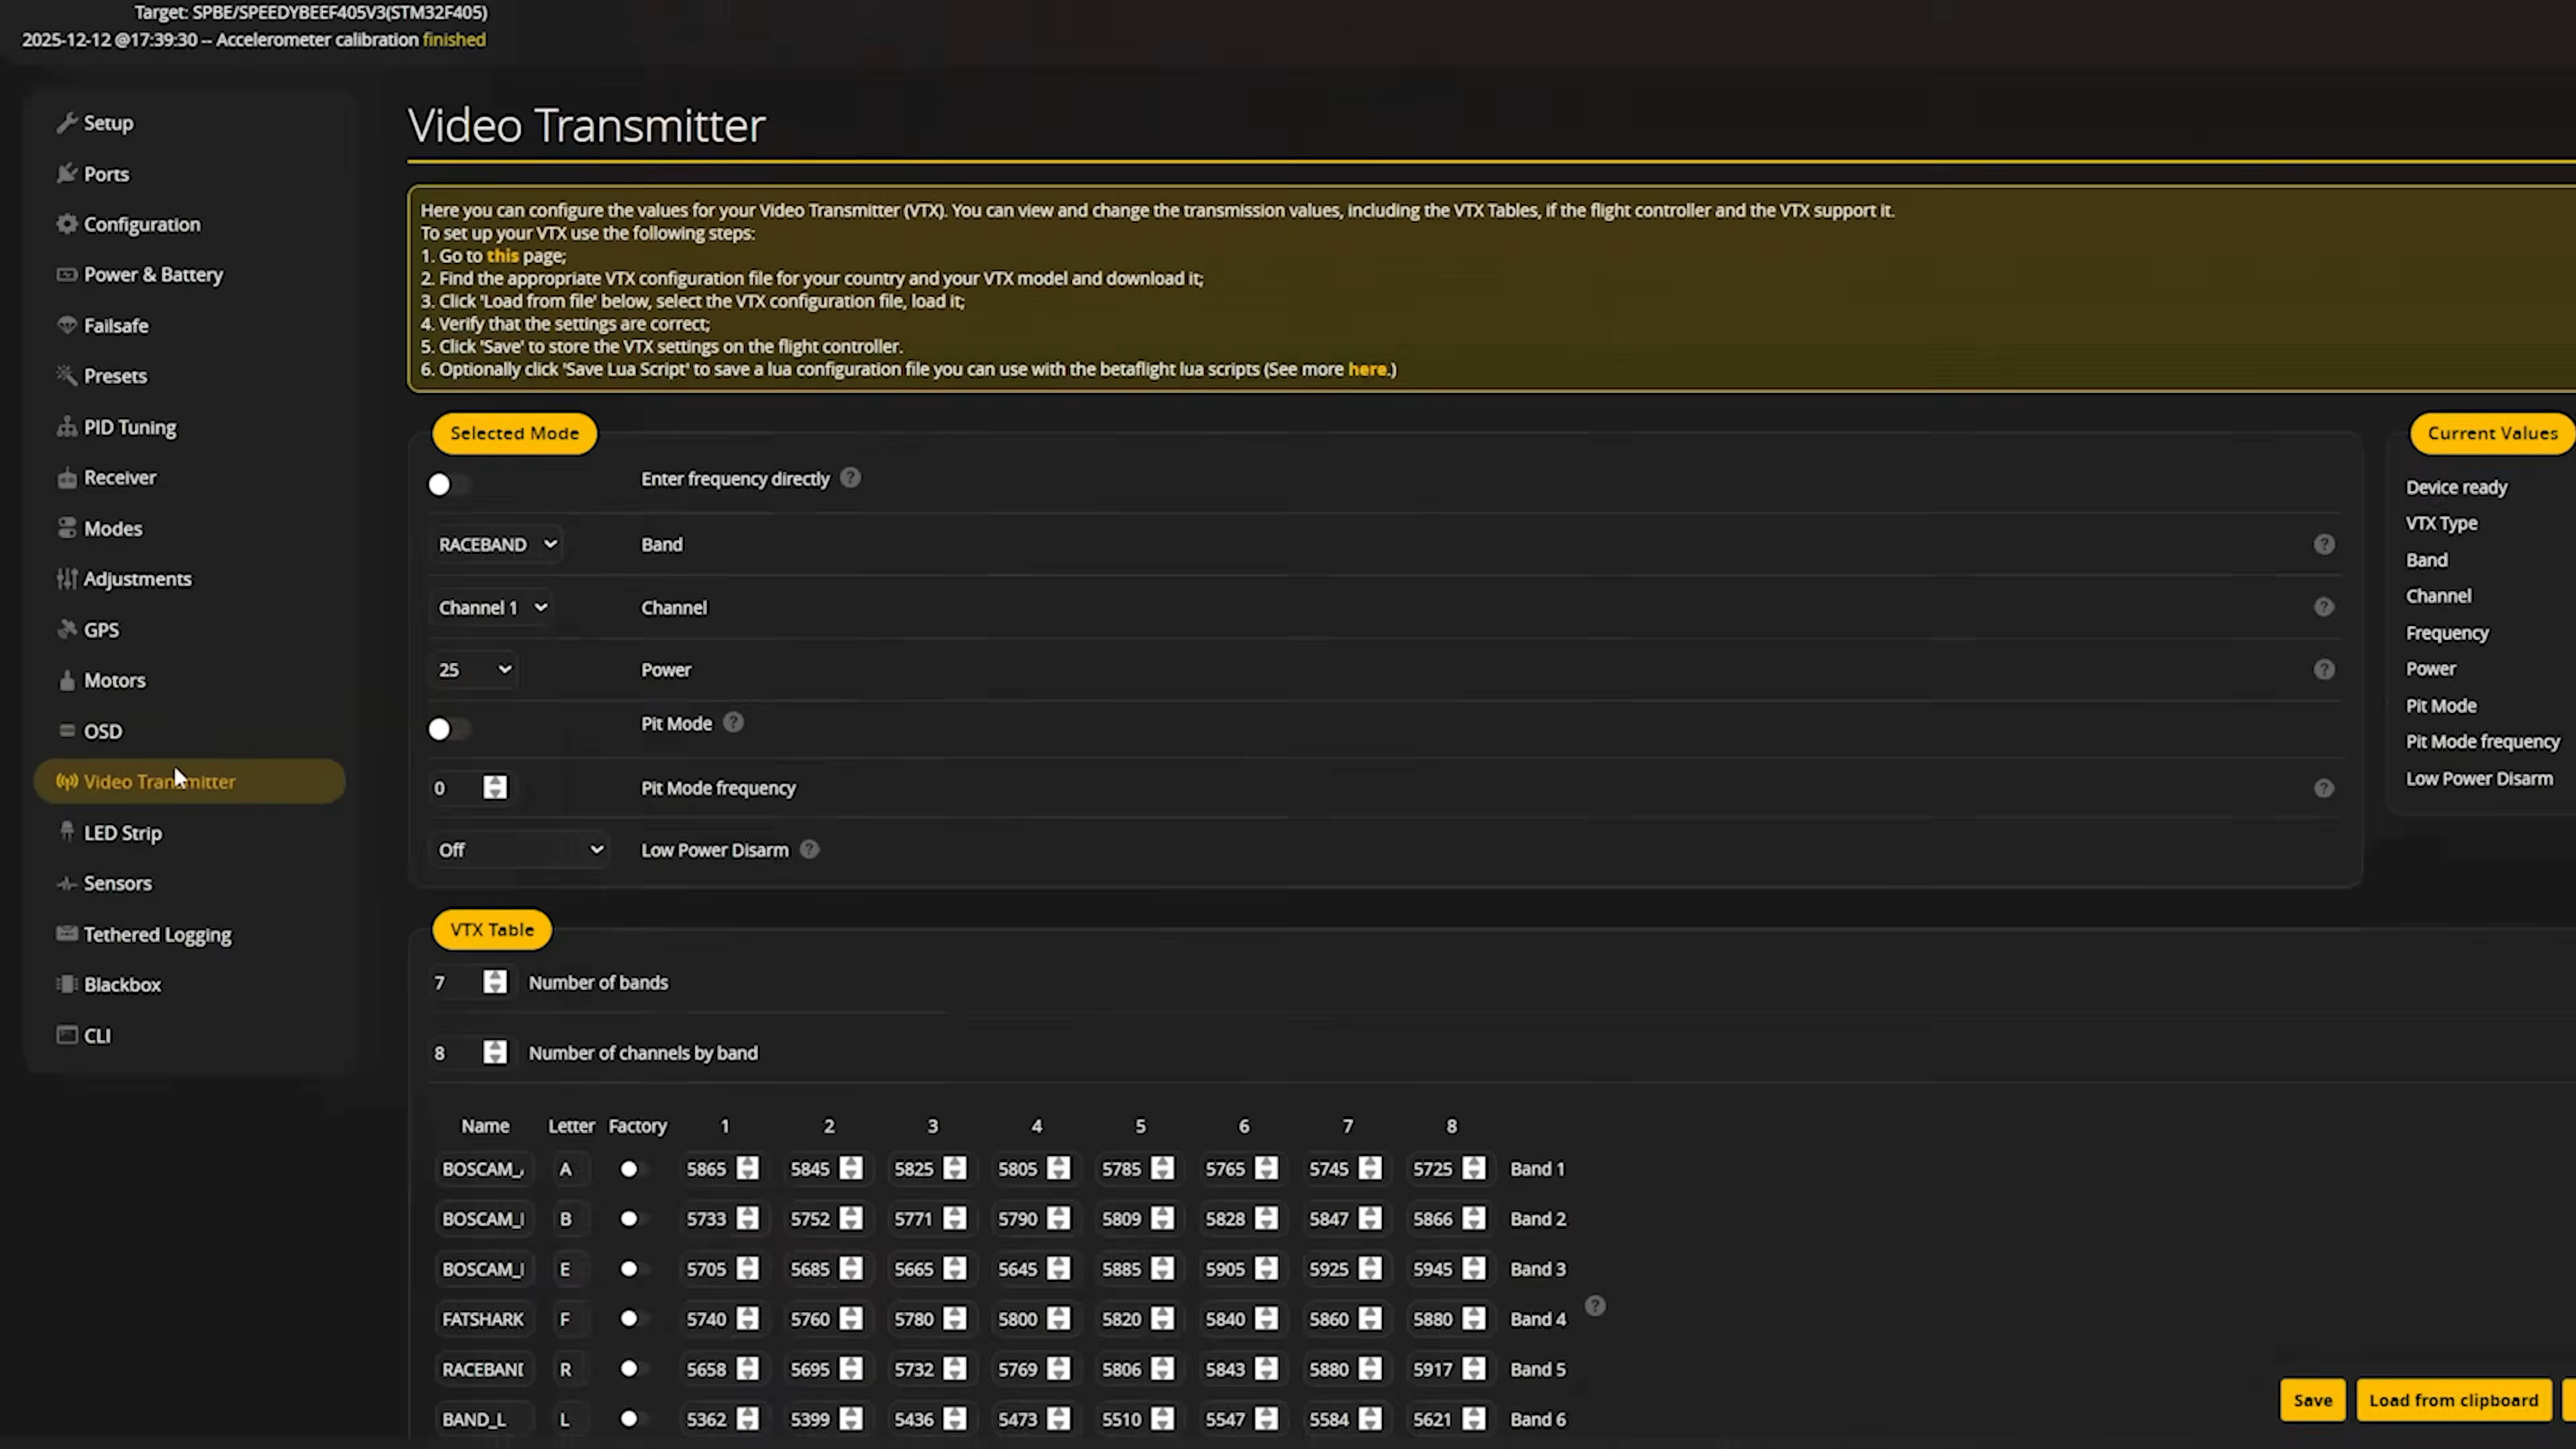 Target: SPBE/SPEEDYBEEF405V3(STM32F405)
2025-12-12 @17:39:30 -- Accelerometer calibration finished
Setup
Ports
Configuration
Power & Battery
Failsafe
Presets
PID Tuning
Receiver
Modes
Adjustments
GPS
Motors
OSD
Video Transmitter
LED Strip
Sensors
Tethered Logging
Blackbox
CLI
Video Transmitter
Here you can configure the values for your Video Transmitter (VTX). You can view and change the transmission values, including the VTX Tables, if the flight controller and the VTX support it.
To set up your VTX use the following steps:
1. Go to this page;
2. Find the appropriate VTX configuration file for your country and your VTX model and download it;
3. Click 'Load from file' below, select the VTX configuration file, load it;
4. Verify that the settings are correct;
5. Click 'Save' to store the VTX settings on the flight controller.
6. Optionally click 'Save Lua Script' to save a lua configuration file you can use with the betaflight lua scripts (See more here.)
Selected Mode
Enter frequency directly ?
RACEBAND Band ?
Channel 1 Channel ?
25 Power ?
Pit Mode ?
0 Pit Mode frequency ?
Off Low Power Disarm ?
Current Values
Device ready
VTX Type
Band
Channel
Frequency
Power
Pit Mode
Pit Mode frequency
Low Power Disarm
VTX Table
7 Number of bands
8 Number of channels by band
Name Letter Factory 1 2 3 4 5 6 7 8
BOSCAM_ A 5865 5845 5825 5805 5785 5765 5745 5725 Band 1
BOSCAM_ B 5733 5752 5771 5790 5809 5828 5847 5866 Band 2
BOSCAM_ E 5705 5685 5665 5645 5885 5905 5925 5945 Band 3
FATSHARK F 5740 5760 5780 5800 5820 5840 5860 5880 Band 4
?
RACEBAN R 5658 5695 5732 5769 5806 5843 5880 5917 Band 5
BAND_L L 5362 5399 5436 5473 5510 5547 5584 5621 Band 6
Save
Load from clipboard